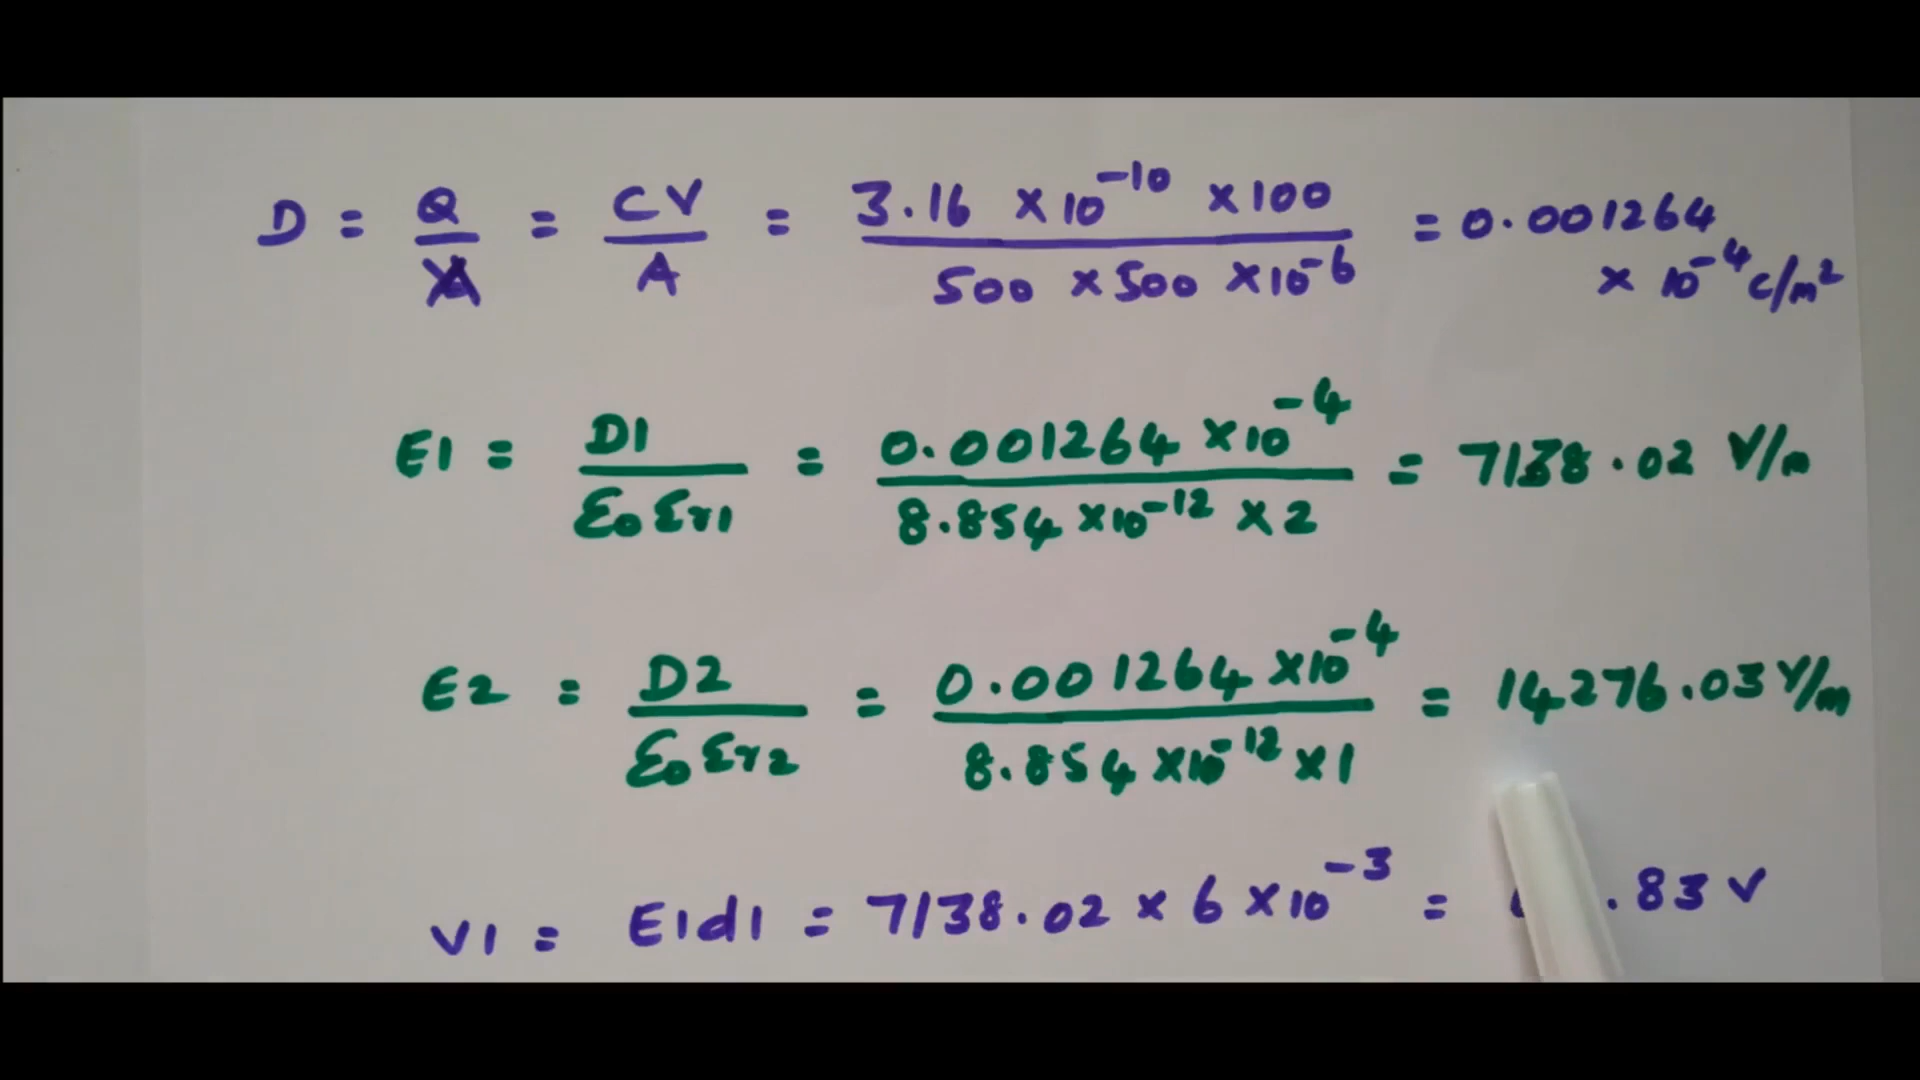 D = Q/A = CV/A = 3.16 × 10⁻¹⁰ × 100 / 500 × 500 × 10⁻⁶ = 0.001264 × 10⁻⁴ c/m²
E1 = D1/ε₀εr1 = 0.001264 × 10⁻⁴ / 8.854 × 10⁻¹² × 2 = 7138.02 V/m
E2 = D2/ε₀εr2 = 0.001264 × 10⁻⁴ / 8.854 × 10⁻¹² × 1 = 14276.03 V/m
V1 = E1d1 = 7138.02 × 6 × 10⁻³ = .83 V